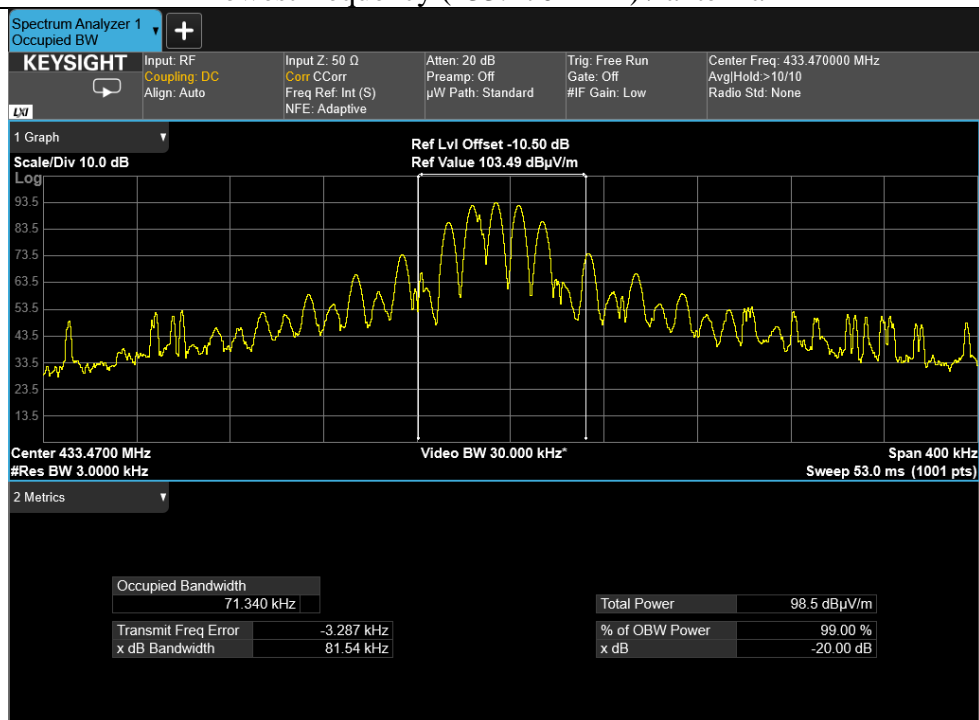 Spectrum Analyzer 1
Occupied BW
KEYSIGHT
LXI
Input: RF
Coupling: DC
Align: Auto
Input Z: 50 Ω
Corr CCorr
Freq Ref: Int (S)
NFE: Adaptive
Atten: 20 dB
Preamp: Off
µW Path: Standard
Trig: Free Run
Gate: Off
#IF Gain: Low
Center Freq: 433.470000 MHz
Avg|Hold:>10/10
Radio Std: None
1 Graph
Scale/Div 10.0 dB
Ref Lvl Offset -10.50 dB
Ref Value 103.49 dBµV/m
Log
93.5
83.5
73.5
63.5
53.5
43.5
33.5
23.5
13.5
Center 433.4700 MHz
#Res BW 3.0000 kHz
Video BW 30.000 kHz*
Span 400 kHz
Sweep 53.0 ms (1001 pts)
2 Metrics
Occupied Bandwidth
71.340 kHz
Transmit Freq Error -3.287 kHz
x dB Bandwidth 81.54 kHz
Total Power 98.5 dBµV/m
% of OBW Power 99.00 %
x dB -20.00 dB